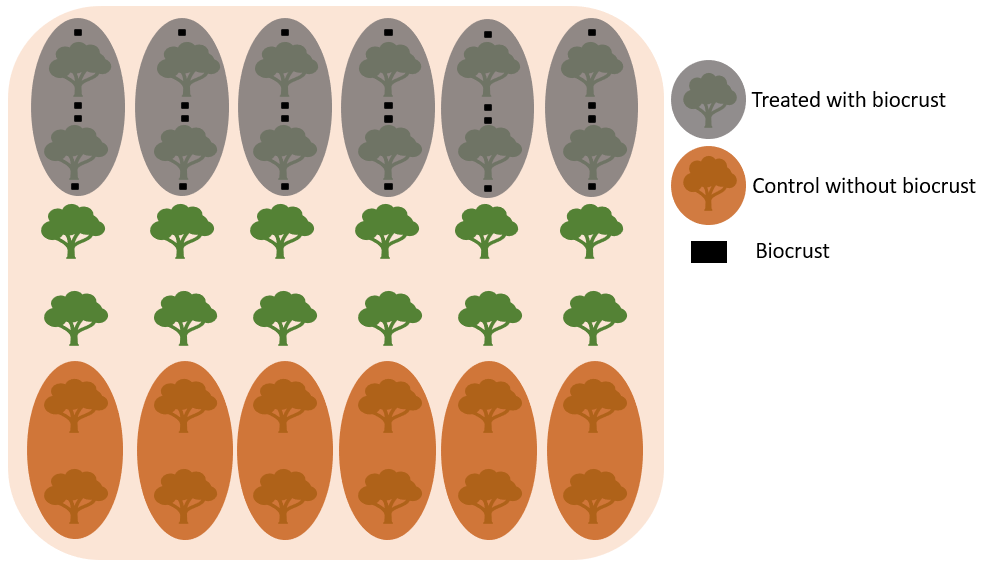 Treated with biocrust
Control without biocrust
Biocrust